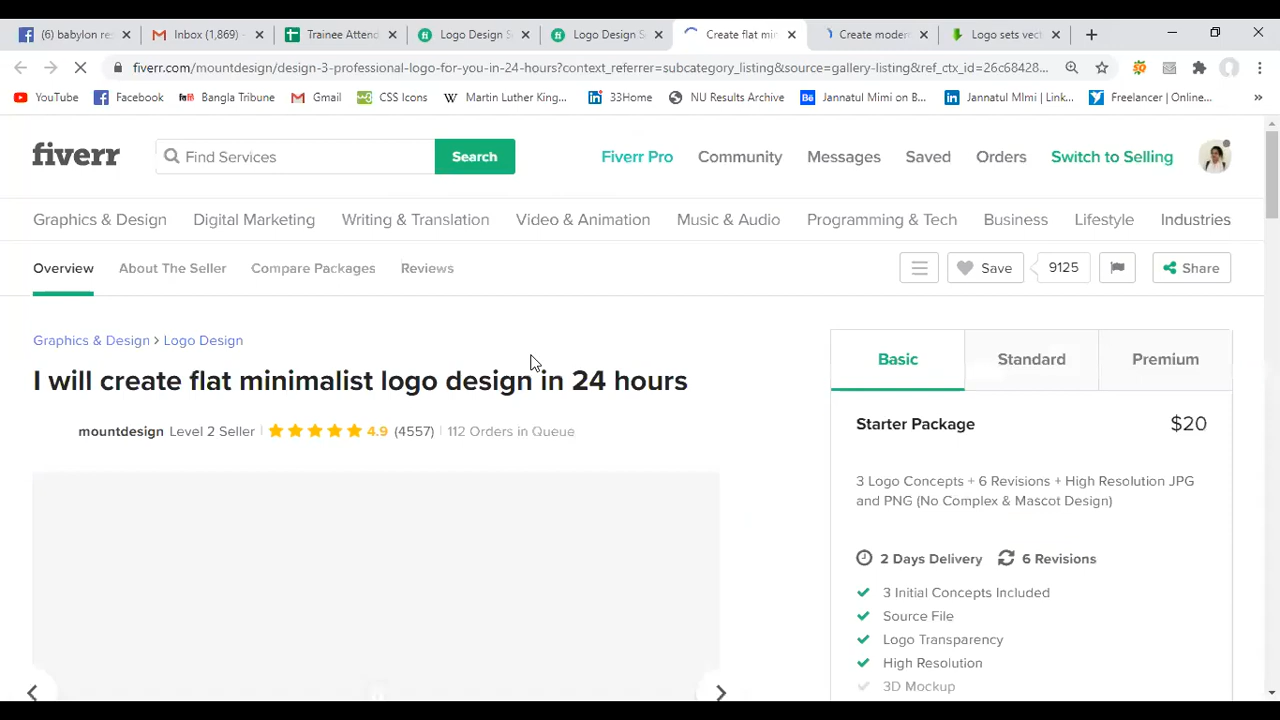 (6) babylon re
Inbox (1,869) -
Trainee Attend
Logo Design S
Logo Design Se
Create flat min
Create modern
Logo sets vect
fiverr.com/mountdesign/design-3-professional-logo-for-you-in-24-hours?context_referrer=subcategory_listing&source=gallery-listing&ref_ctx_id=26c68428...
YouTube
Facebook
Bangla Tribune
Gmail
CSS Icons
Martin Luther King...
33Home
NU Results Archive
Jannatul Mimi on B...
Jannatul MImi | Link...
Freelancer | Online...
fiverr
Find Services
Search
Fiverr Pro
Community
Messages
Saved
Orders
Switch to Selling
Graphics & Design
Digital Marketing
Writing & Translation
Video & Animation
Music & Audio
Programming & Tech
Business
Lifestyle
Industries
Overview
About The Seller
Compare Packages
Reviews
Save
9125
Share
Graphics & Design > Logo Design
I will create flat minimalist logo design in 24 hours
mountdesign Level 2 Seller | 4.9 (4557) | 112 Orders in Queue
Basic
Standard
Premium
Starter Package
$20
3 Logo Concepts + 6 Revisions + High Resolution JPG
and PNG (No Complex & Mascot Design)
2 Days Delivery
6 Revisions
3 Initial Concepts Included
Source File
Logo Transparency
High Resolution
3D Mockup